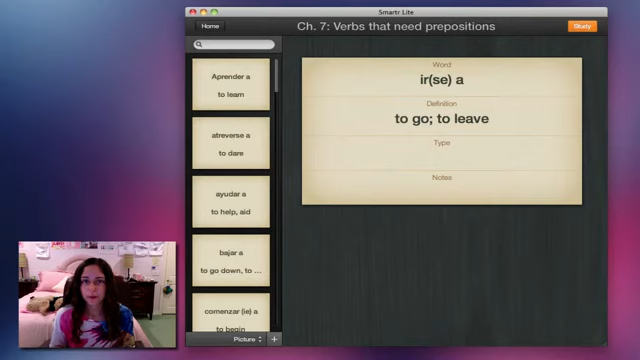 Smartr Lite
Home
Ch. 7: Verbs that need prepositions
Study
Aprender a
to learn
atreverse a
to dare
ayudar a
to help, aid
bajar a
to go down, to ...
comenzar (ie) a
to begin
Picture
+
Word
ir(se) a
Definition
to go; to leave
Type
Notes